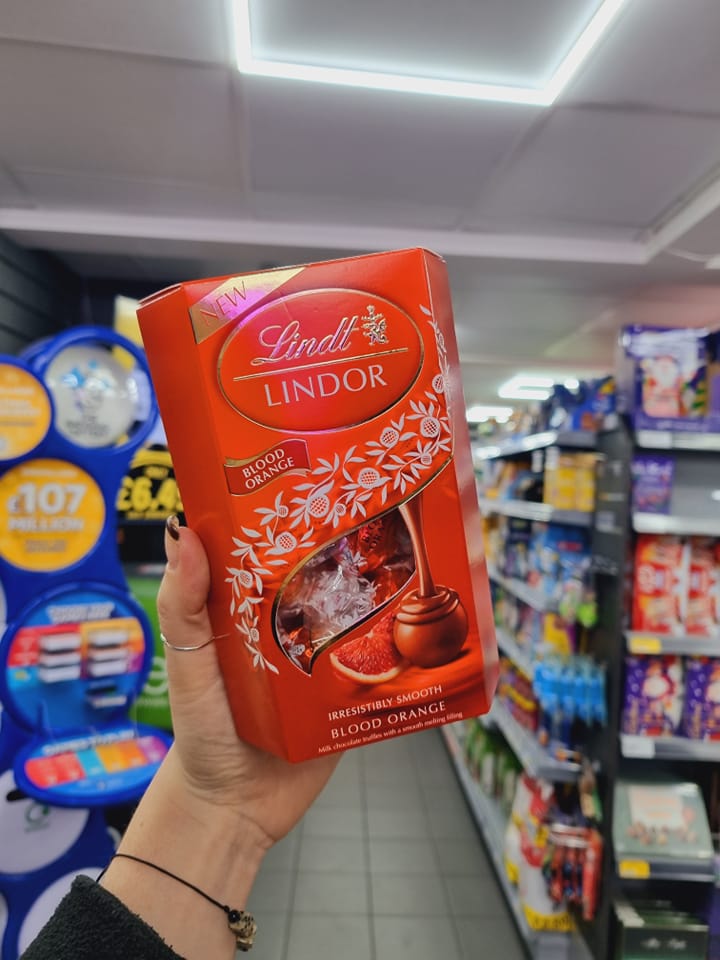 NEW
Lindt
LINDOR
BLOOD
ORANGE
IRRESISTIBLY SMOOTH
BLOOD ORANGE
Milk chocolate truffles with a smooth melting filling
£107
MILLION
£6.4